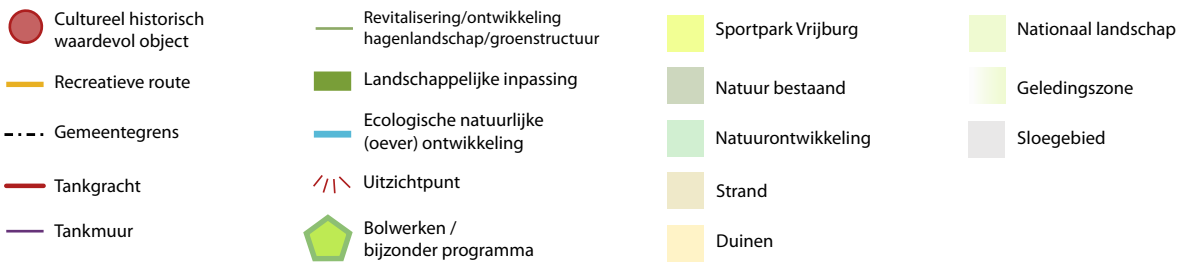 Cultureel historisch
waardevol object
Recreatieve route
Gemeentegrens
Tankgracht
Tankmuur
Revitalisering/ontwikkeling
hagenlandschap/groenstructuur
Landschappelijke inpassing
Ecologische natuurlijke
(oever) ontwikkeling
Uitzichtpunt
Bolwerken /
bijzonder programma
Sportpark Vrijburg
Natuur bestaand
Natuurontwikkeling
Strand
Duinen
Nationaal landschap
Geledingszone
Sloegebied